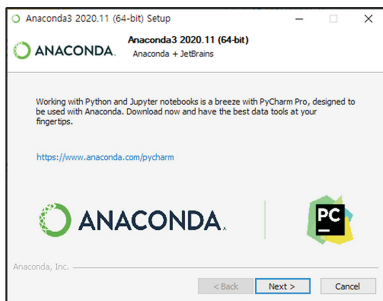 Anaconda3 2020.11 (64-bit) Setup
ANACONDA.
Anaconda3 2020.11 (64-bit)
Anaconda + JetBrains
Working with Python and Jupyter notebooks is a breeze with PyCharm Pro, designed to
be used with Anaconda. Download now and have the best data tools at your
fingertips.
https://www.anaconda.com/pycharm
ANACONDA.
PC
Anaconda, Inc.
< Back
Next >
Cancel